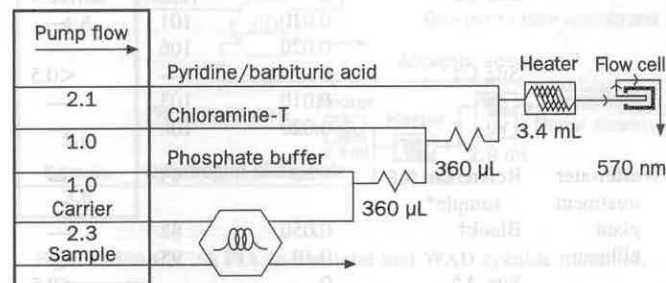 Pump flow
Pyridine/barbituric acid
Heater Flow cell
2.1
Chloramine-T
3.4 mL
1.0
Phosphate buffer
360 µL
570 nm
1.0
Carrier
360 µL
2.3
Sample